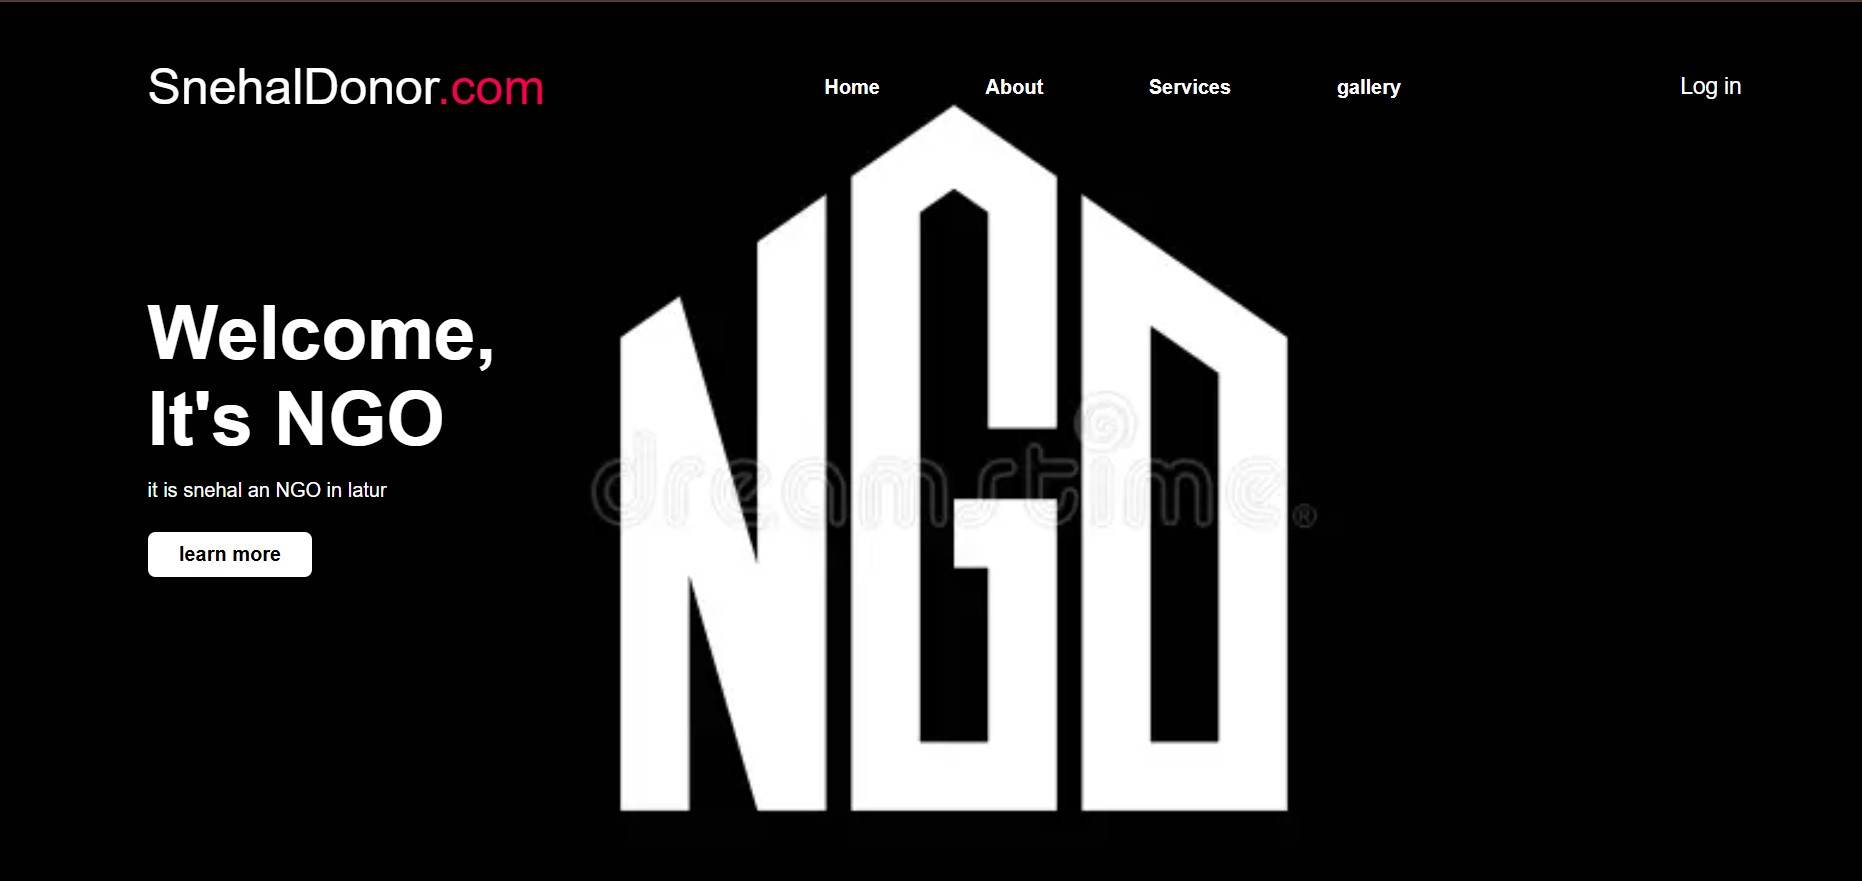 SnehalDonor.com
Home About Services gallery
Log in
Welcome,
It's NGO
it is snehal an NGO in latur
learn more
NGO
dreamstime®